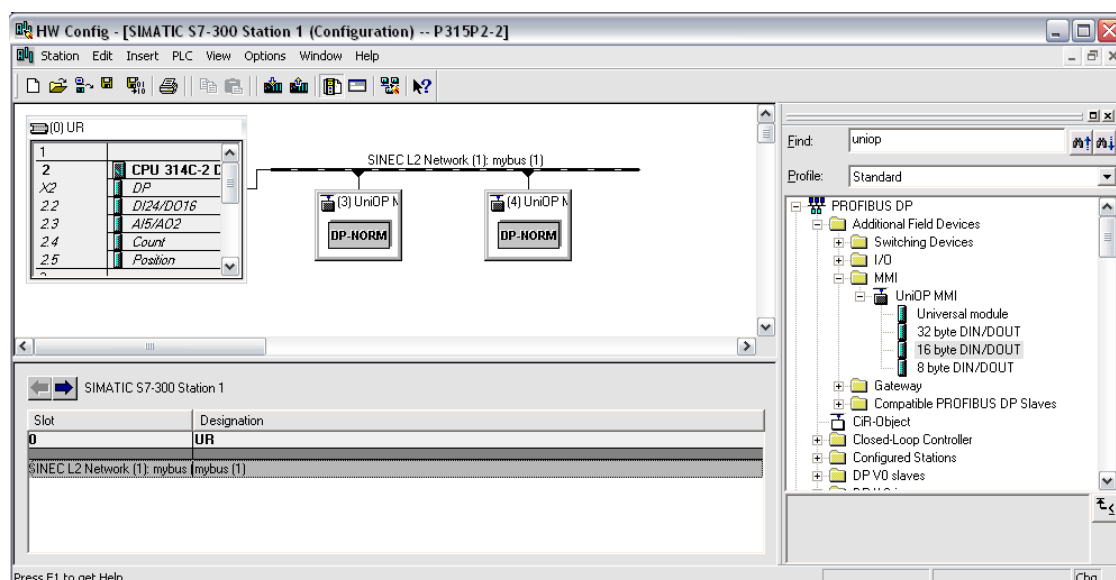 HW Config - [SIMATIC S7-300 Station 1 (Configuration) -- P315P2-2]
Station Edit Insert PLC View Options Window Help
(0) UR
1
2 CPU 314C-2 D
X2 DP
2.2 DI24/DO16
2.3 AI5/AO2
2.4 Count
2.5 Position
SINEC L2 Network (1): mybus (1)
(3) UniOP M
DP-NORM
(4) UniOP M
DP-NORM
SIMATIC S7-300 Station 1
Slot Designation
0 UR
SINEC L2 Network (1): mybus mybus (1)
Find: uniop
Profile: Standard
PROFIBUS DP
Additional Field Devices
Switching Devices
I/O
MMI
UniOP MMI
Universal module
32 byte DIN/DOUT
16 byte DIN/DOUT
8 byte DIN/DOUT
Gateway
Compatible PROFIBUS DP Slaves
CiR-Object
Closed-Loop Controller
Configured Stations
DP V0 slaves
Press F1 to get Help.
Chg